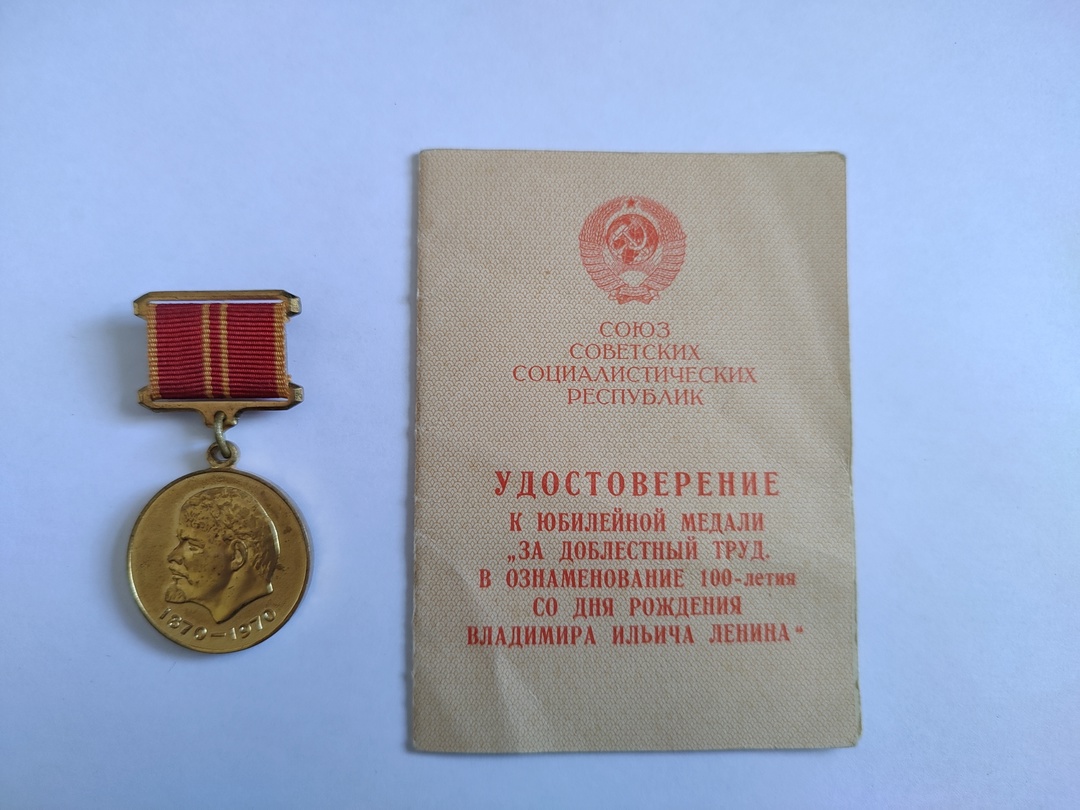 1870-1970
СОЮЗ
СОВЕТСКИХ
СОЦИАЛИСТИЧЕСКИХ
РЕСПУБЛИК
УДОСТОВЕРЕНИЕ
К ЮБИЛЕЙНОЙ МЕДАЛИ
„ЗА ДОБЛЕСТНЫЙ ТРУД.
В ОЗНАМЕНОВАНИЕ 100-летия
СО ДНЯ РОЖДЕНИЯ
ВЛАДИМИРА ИЛЬИЧА ЛЕНИНА“